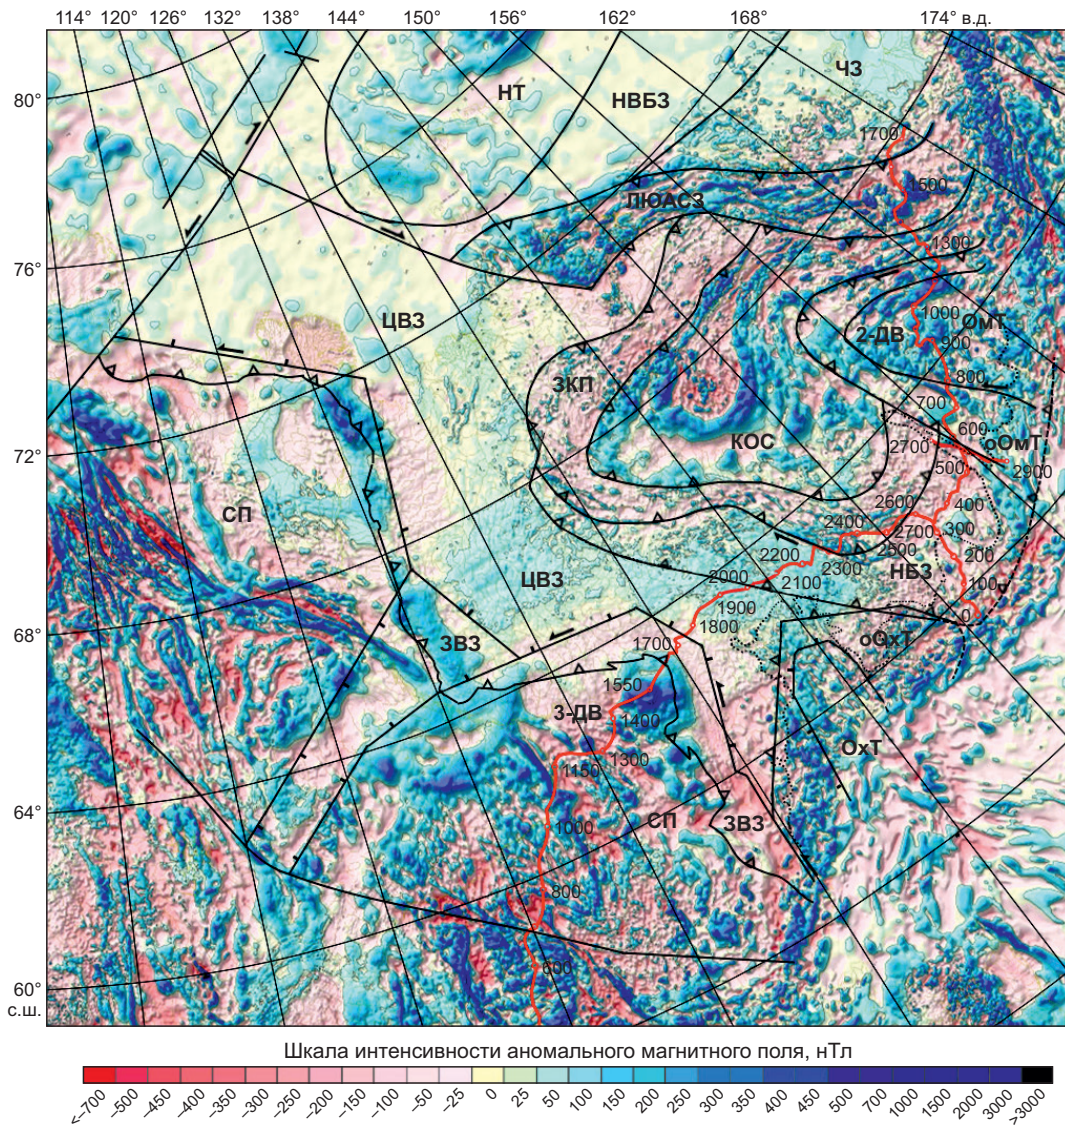 114° 120° 126° 132° 138° 144° 150° 156° 162° 168° 174° в.д.
80°
76°
72°
68°
64°
60°
с.ш.
НТ
НВБЗ
ЧЗ
1700
1500
ПЮАСЗ
1300
1000
ОмТ
2-ДВ
900
ЦВЗ
800
ЗКП
700
КОС
600
2700
оОмТ
500
2900
СП
2600
400
2400
2700
300
2500
2200
200
2300
НБЗ
ЦВЗ
2000
2100
100
1900
0
1800
оОхТ
ЗВЗ
1700
1550
3-ДВ
1400
ОхТ
1300
1150
1000
СП
ЗВЗ
800
600
Шкала интенсивности аномального магнитного поля, нТл
<–700 –500 –450 –400 –350 –300 –250 –200 –150 –100 –50 –25 0 25 50 100 150 200 250 300 350 400 450 500 700 1000 1500 2000 3000 >3000